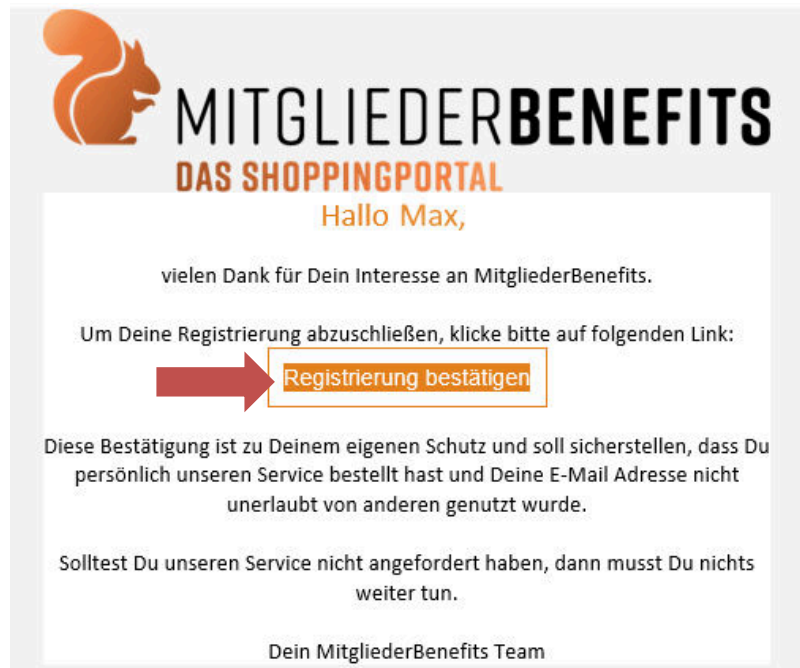 MITGLIEDERBENEFITS
DAS SHOPPINGPORTAL
Hallo Max,
vielen Dank für Dein Interesse an MitgliederBenefits.
Um Deine Registrierung abzuschließen, klicke bitte auf folgenden Link:
Registrierung bestätigen
Diese Bestätigung ist zu Deinem eigenen Schutz und soll sicherstellen, dass Du
persönlich unseren Service bestellt hast und Deine E-Mail Adresse nicht
unerlaubt von anderen genutzt wurde.
Solltest Du unseren Service nicht angefordert haben, dann musst Du nichts
weiter tun.
Dein MitgliederBenefits Team